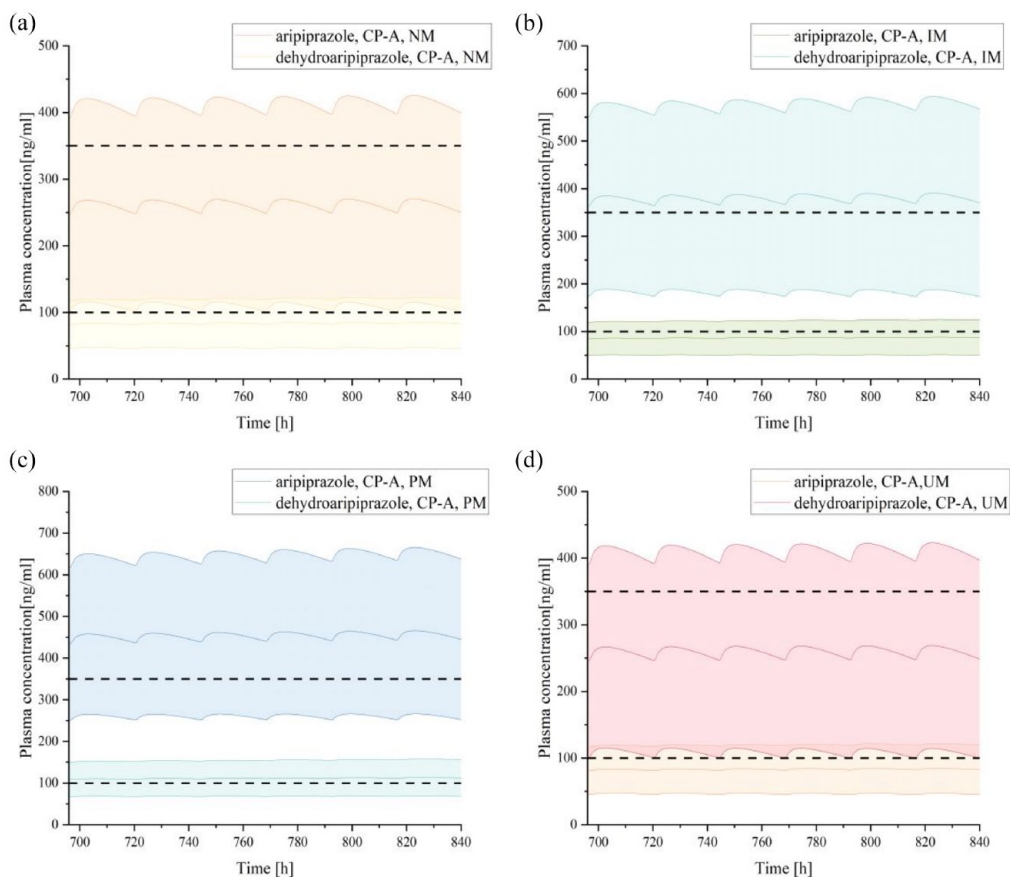 (a)
aripiprazole, CP-A, NM
dehydroaripiprazole, CP-A, NM
Plasma concentration[ng/ml]
500
400
300
200
100
0
700 720 740 760 780 800 820 840
Time [h]
(b)
aripiprazole, CP-A, IM
dehydroaripiprazole, CP-A, IM
Plasma concentration [ng/ml]
700
600
500
400
300
200
100
0
700 720 740 760 780 800 820 840
Time [h]
(c)
aripiprazole, CP-A, PM
dehydroaripiprazole, CP-A, PM
Plasma concentration[ng/ml]
800
700
600
500
400
300
200
100
0
700 720 740 760 780 800 820 840
Time [h]
(d)
aripiprazole, CP-A,UM
dehydroaripiprazole, CP-A, UM
Plasma concentration [ng/ml]
500
400
300
200
100
0
700 720 740 760 780 800 820 840
Time [h]